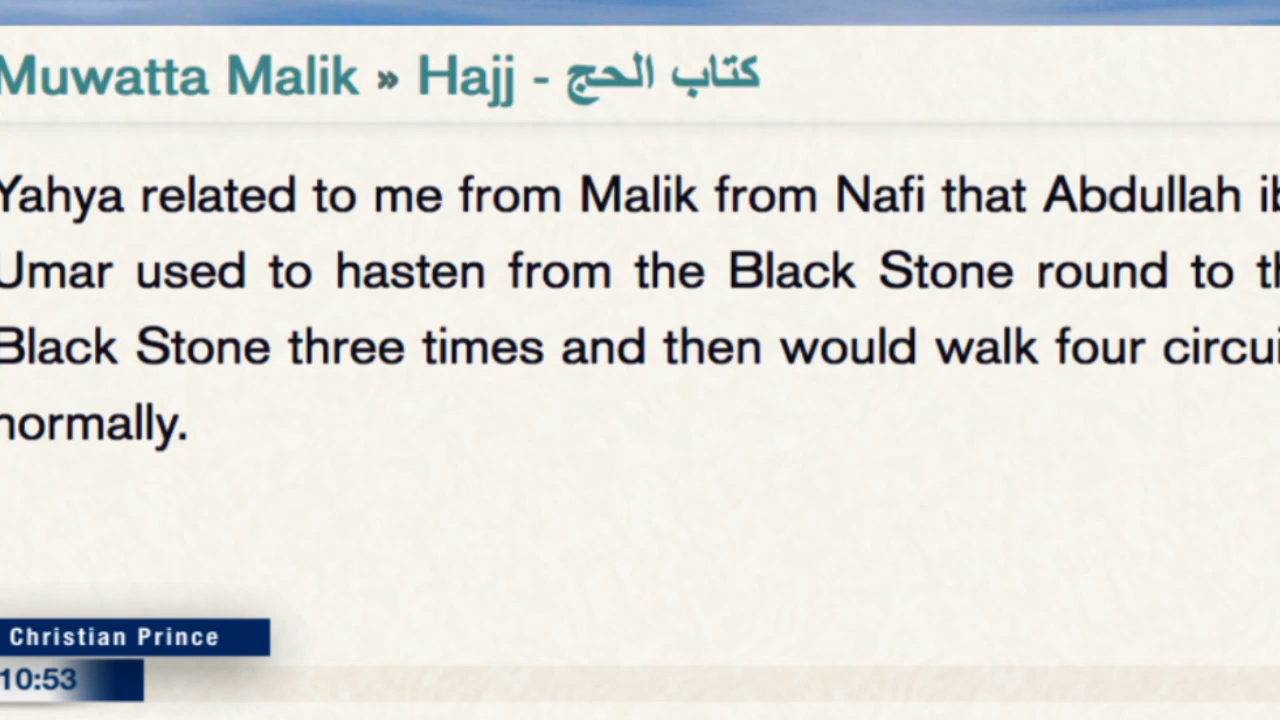 Muwatta Malik » Hajj - كتاب الحج
Yahya related to me from Malik from Nafi that Abdullah
Umar used to hasten from the Black Stone round to
Black Stone three times and then would walk four
normally.
Christian Prince
10:53